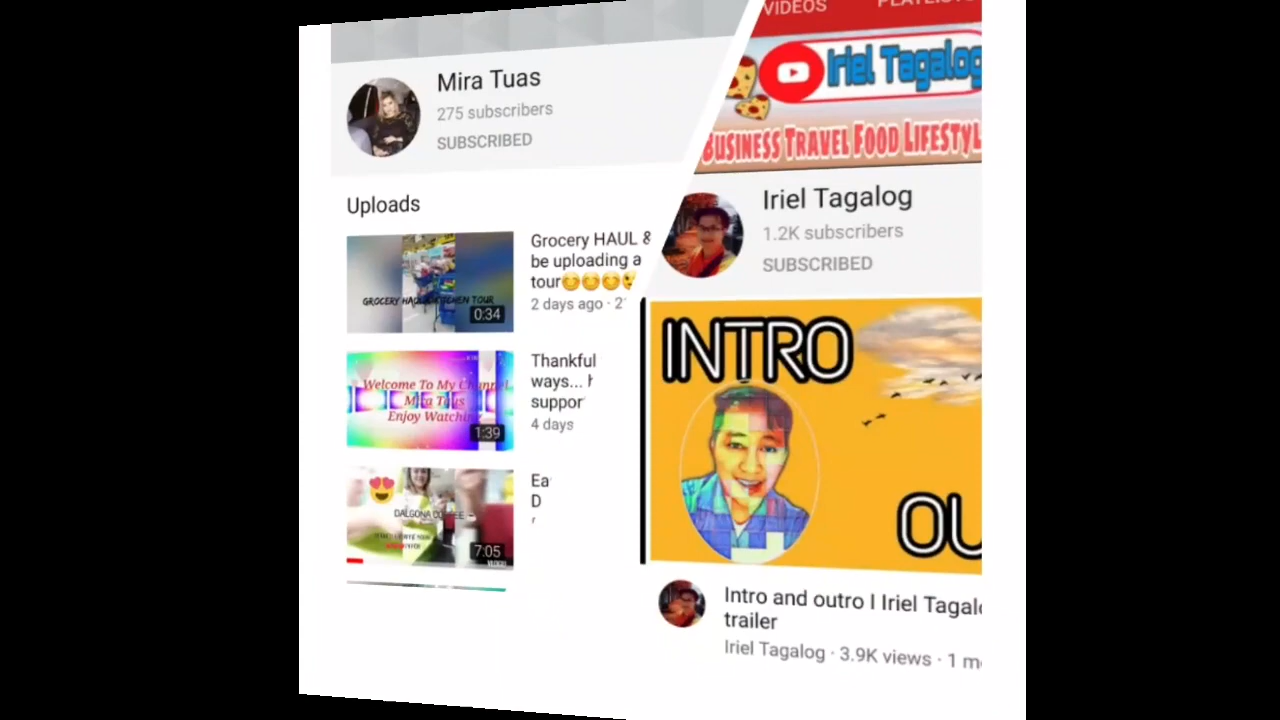 Mira Tuas
275 subscribers
SUBSCRIBED
Uploads
Grocery HAUL &
be uploading a
tour
2 days ago · 2
GROCERY HAUL & KITCHEN TOUR
0:34
Thankful
ways...
suppor
4 days
Welcome To My Channel
Mira Tuas
Enjoy Watching
1:39
Ea
D
DALGONA COFFEE
7:05
VIDEOS
PLAYLISTS
Iriel Tagalog
BUSINESS TRAVEL FOOD LIFESTYL
Iriel Tagalog
1.2K subscribers
SUBSCRIBED
INTRO
OU
Intro and outro I Iriel Tagal
trailer
Iriel Tagalog · 3.9K views · 1 m